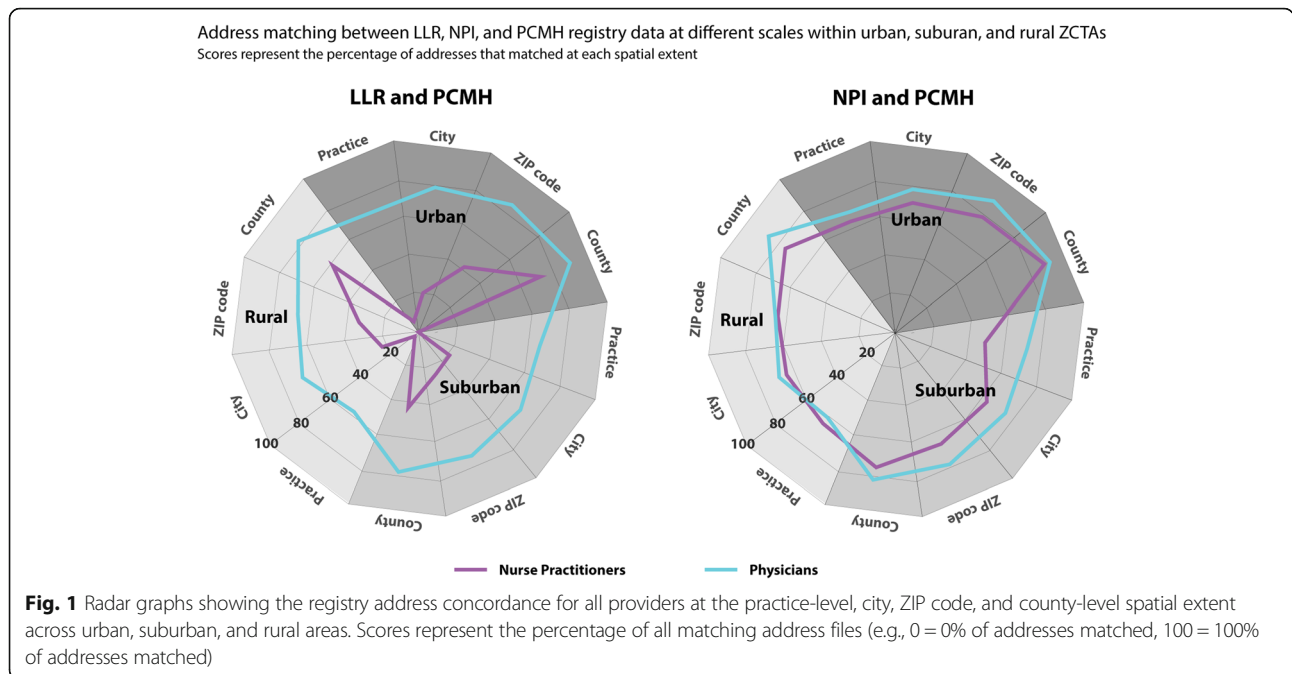 Address matching between LLR, NPI, and PCMH registry data at different scales within urban, suburan, and rural ZCTAs
Scores represent the percentage of addresses that matched at each spatial extent
LLR and PCMH
Practice
City
ZIP code
County
Practice
City
ZIP code
County
Practice
City
ZIP code
County
Urban
Rural
Suburban
20
40
60
80
100
NPI and PCMH
Practice
City
ZIP code
County
Practice
City
ZIP code
County
Practice
City
ZIP code
County
Urban
Rural
Suburban
20
40
60
80
100
Nurse Practitioners
Physicians
Fig. 1 Radar graphs showing the registry address concordance for all providers at the practice-level, city, ZIP code, and county-level spatial extent
across urban, suburban, and rural areas. Scores represent the percentage of all matching address files (e.g., 0 = 0% of addresses matched, 100 = 100%
of addresses matched)